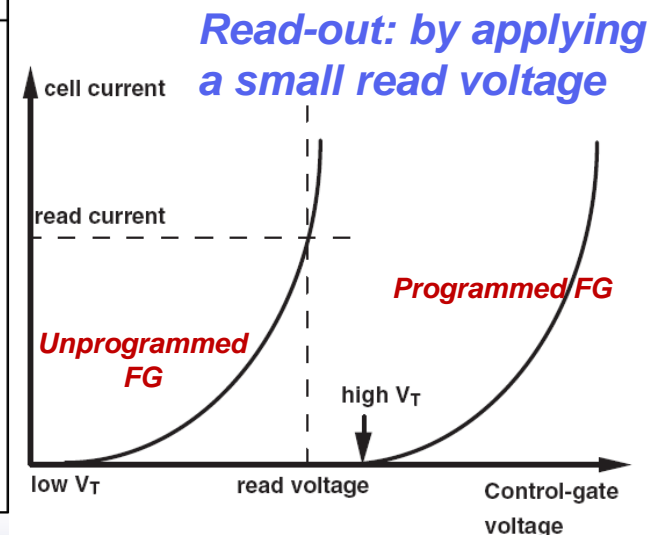 Read-out: by applying
a small read voltage
cell current
read current
Programmed FG
Unprogrammed
FG
high VT
low VT
read voltage
Control-gate
voltage